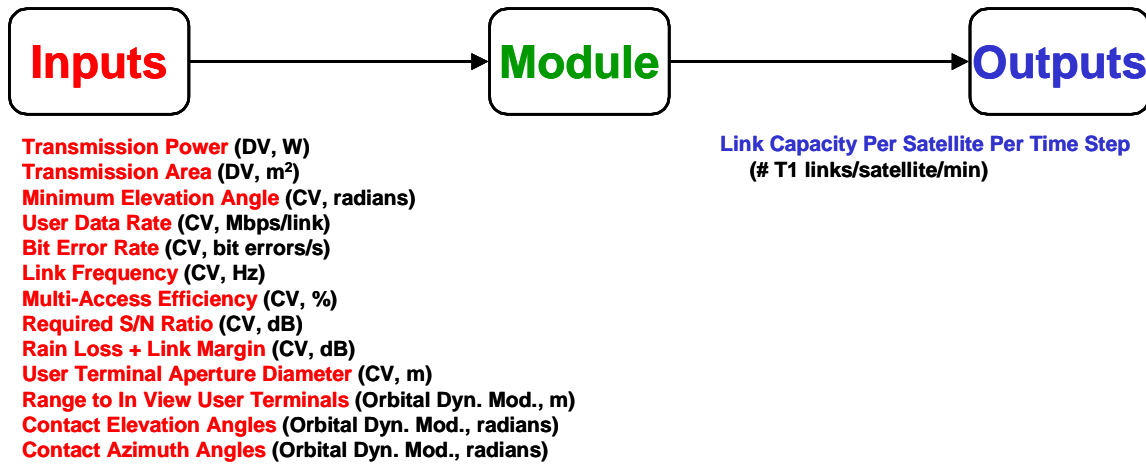 Inputs
Module
Outputs
Transmission Power (DV, W)
Transmission Area (DV, m²)
Minimum Elevation Angle (CV, radians)
User Data Rate (CV, Mbps/link)
Bit Error Rate (CV, bit errors/s)
Link Frequency (CV, Hz)
Multi-Access Efficiency (CV, %)
Required S/N Ratio (CV, dB)
Rain Loss + Link Margin (CV, dB)
User Terminal Aperture Diameter (CV, m)
Range to In View User Terminals (Orbital Dyn. Mod., m)
Contact Elevation Angles (Orbital Dyn. Mod., radians)
Contact Azimuth Angles (Orbital Dyn. Mod., radians)
Link Capacity Per Satellite Per Time Step
(# T1 links/satellite/min)